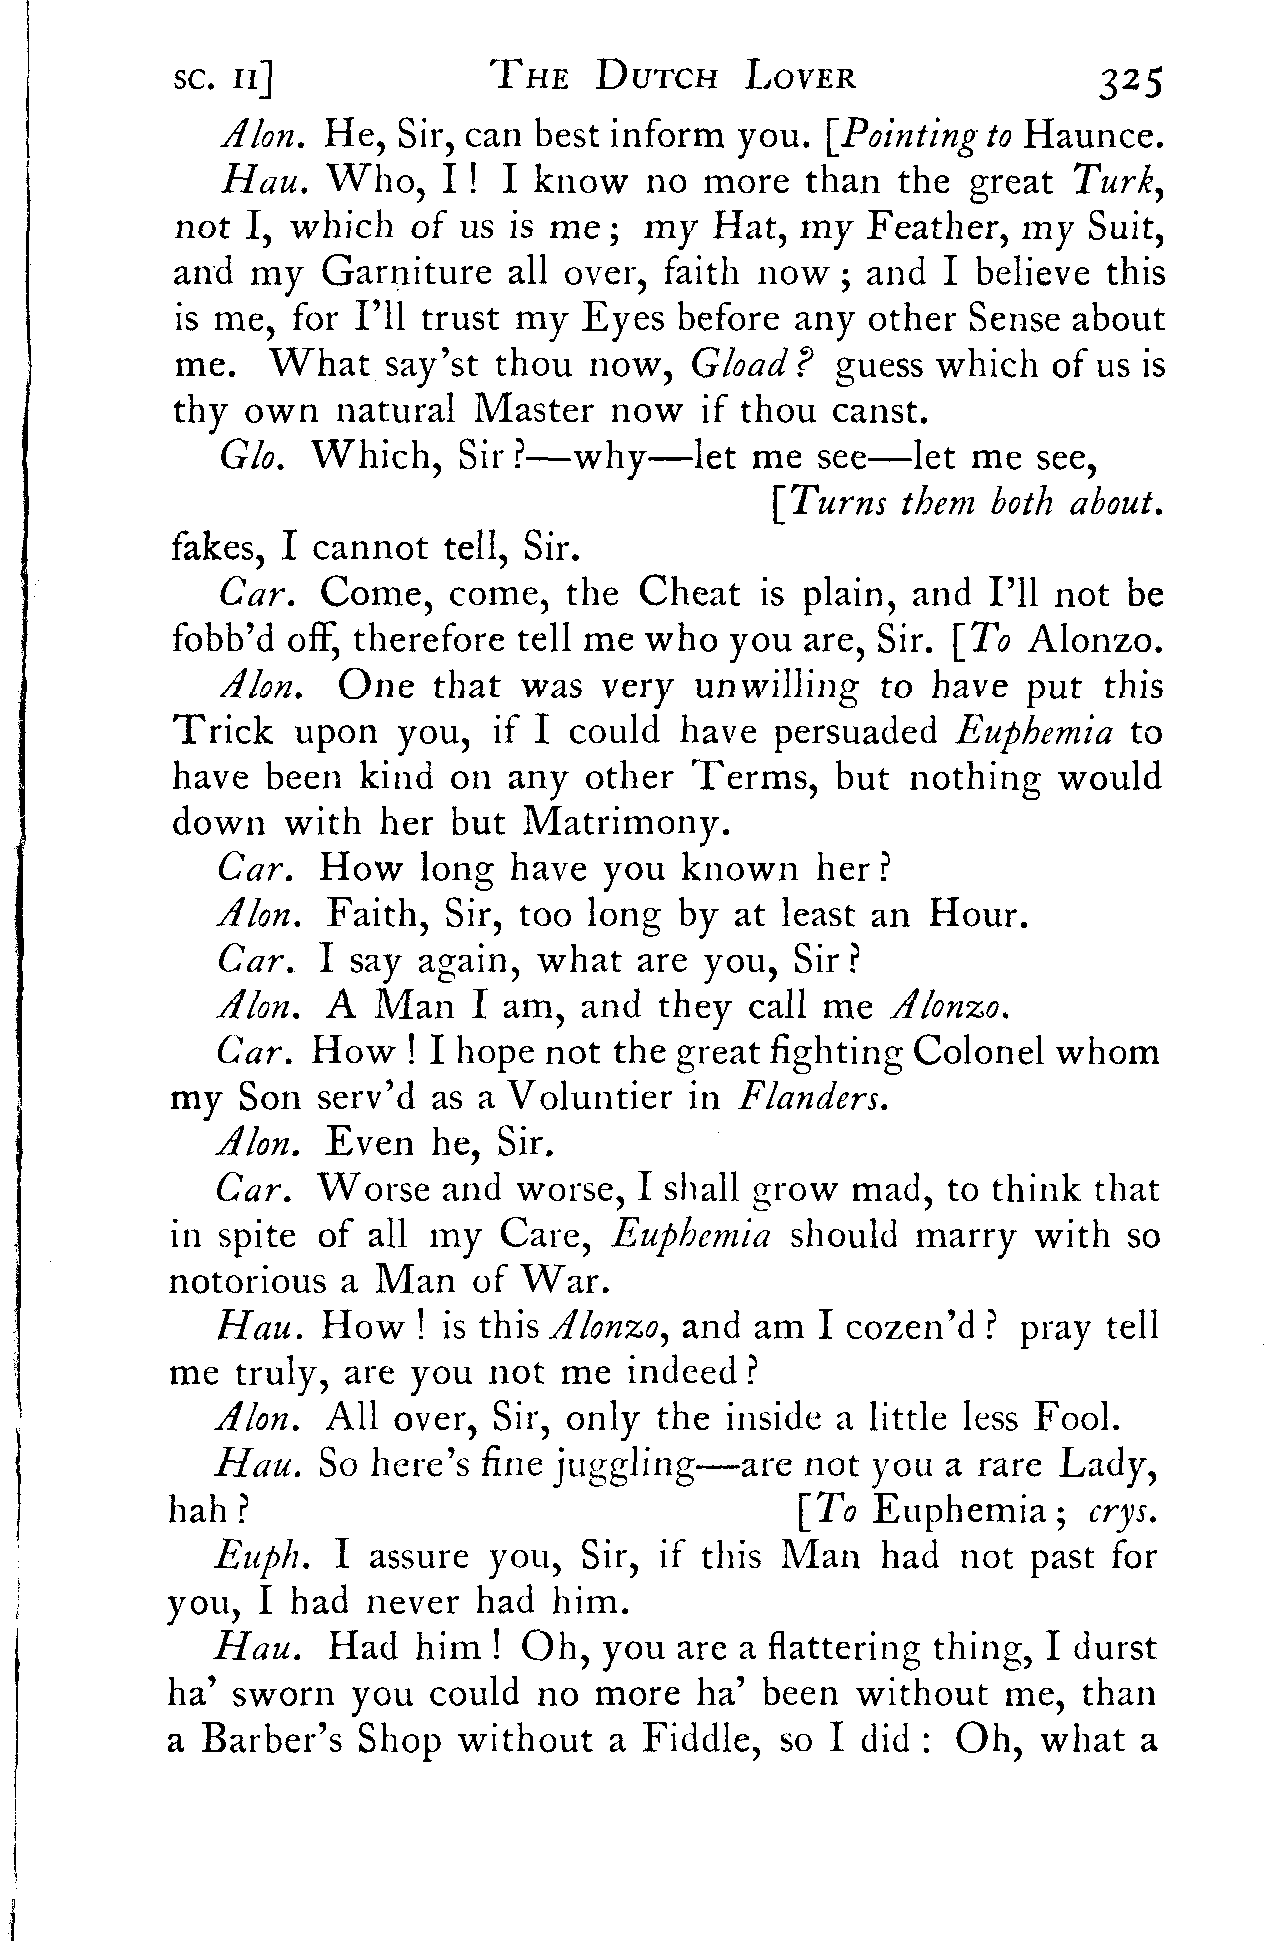 SC. II] THE DUTCH LOVER 325
Alon. He, Sir, can best inform you. [Pointing to Haunce.
Hau. Who, I! I know no more than the great Turk,
not I, which of us is me; my Hat, my Feather, my Suit,
and my Garniture all over, faith now; and I believe this
is me, for I'll trust my Eyes before any other Sense about
me. What say'st thou now, Gload? guess which of us is
thy own natural Master now if thou canst.
Glo. Which, Sir?—why—let me see—let me see,
[Turns them both about.
fakes, I cannot tell, Sir.
Car. Come, come, the Cheat is plain, and I'll not be
fobb'd off, therefore tell me who you are, Sir. [To Alonzo.
Alon. One that was very unwilling to have put this
Trick upon you, if I could have persuaded Euphemia to
have been kind on any other Terms, but nothing would
down with her but Matrimony.
Car. How long have you known her?
Alon. Faith, Sir, too long by at least an Hour.
Car. I say again, what are you, Sir?
Alon. A Man I am, and they call me Alonzo.
Car. How! I hope not the great fighting Colonel whom
my Son serv'd as a Voluntier in Flanders.
Alon. Even he, Sir.
Car. Worse and worse, I shall grow mad, to think that
in spite of all my Care, Euphemia should marry with so
notorious a Man of War.
Hau. How! is this Alonzo, and am I cozen'd? pray tell
me truly, are you not me indeed?
Alon. All over, Sir, only the inside a little less Fool.
Hau. So here's fine juggling—are not you a rare Lady,
hah? [To Euphemia; crys.
Euph. I assure you, Sir, if this Man had not past for
you, I had never had him.
Hau. Had him! Oh, you are a flattering thing, I durst
ha' sworn you could no more ha' been without me, than
a Barber's Shop without a Fiddle, so I did: Oh, what a